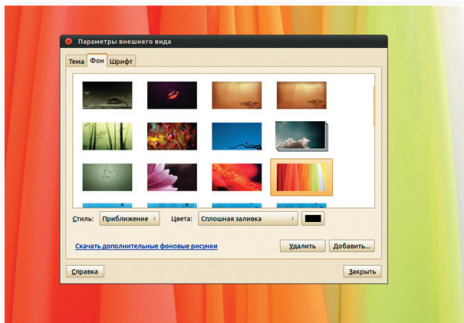 Параметры внешнего вида
Тема Фон Шрифт
Стиль: Приближение Цвета: Сплошная заливка
Скачать дополнительные фоновые рисунки Удалить Добавить...
Справка Закрыть